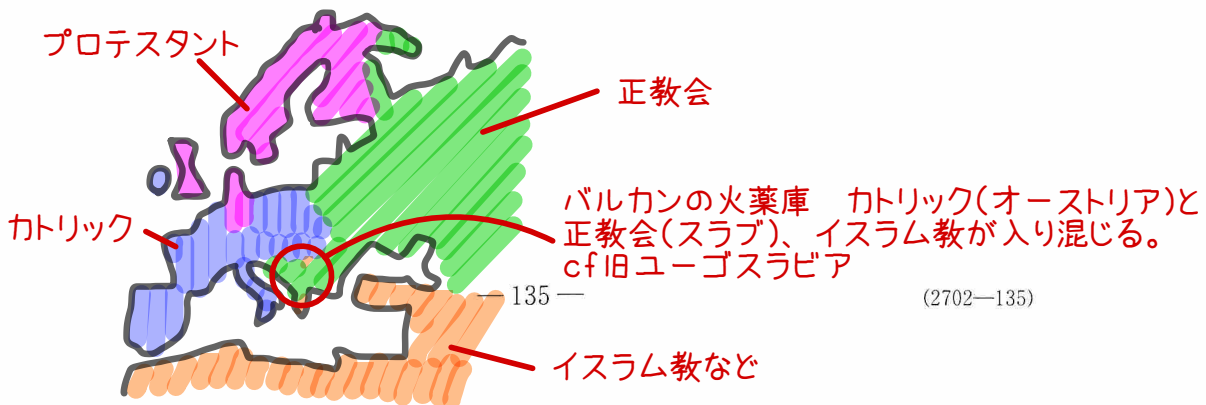 プロテスタント
正教会
カトリック
バルカンの火薬庫　カトリック(オーストリア)と
正教会(スラブ)、イスラム教が入り混じる。
cf旧ユーゴスラビア
— 135 —
(2702—135)
イスラム教など